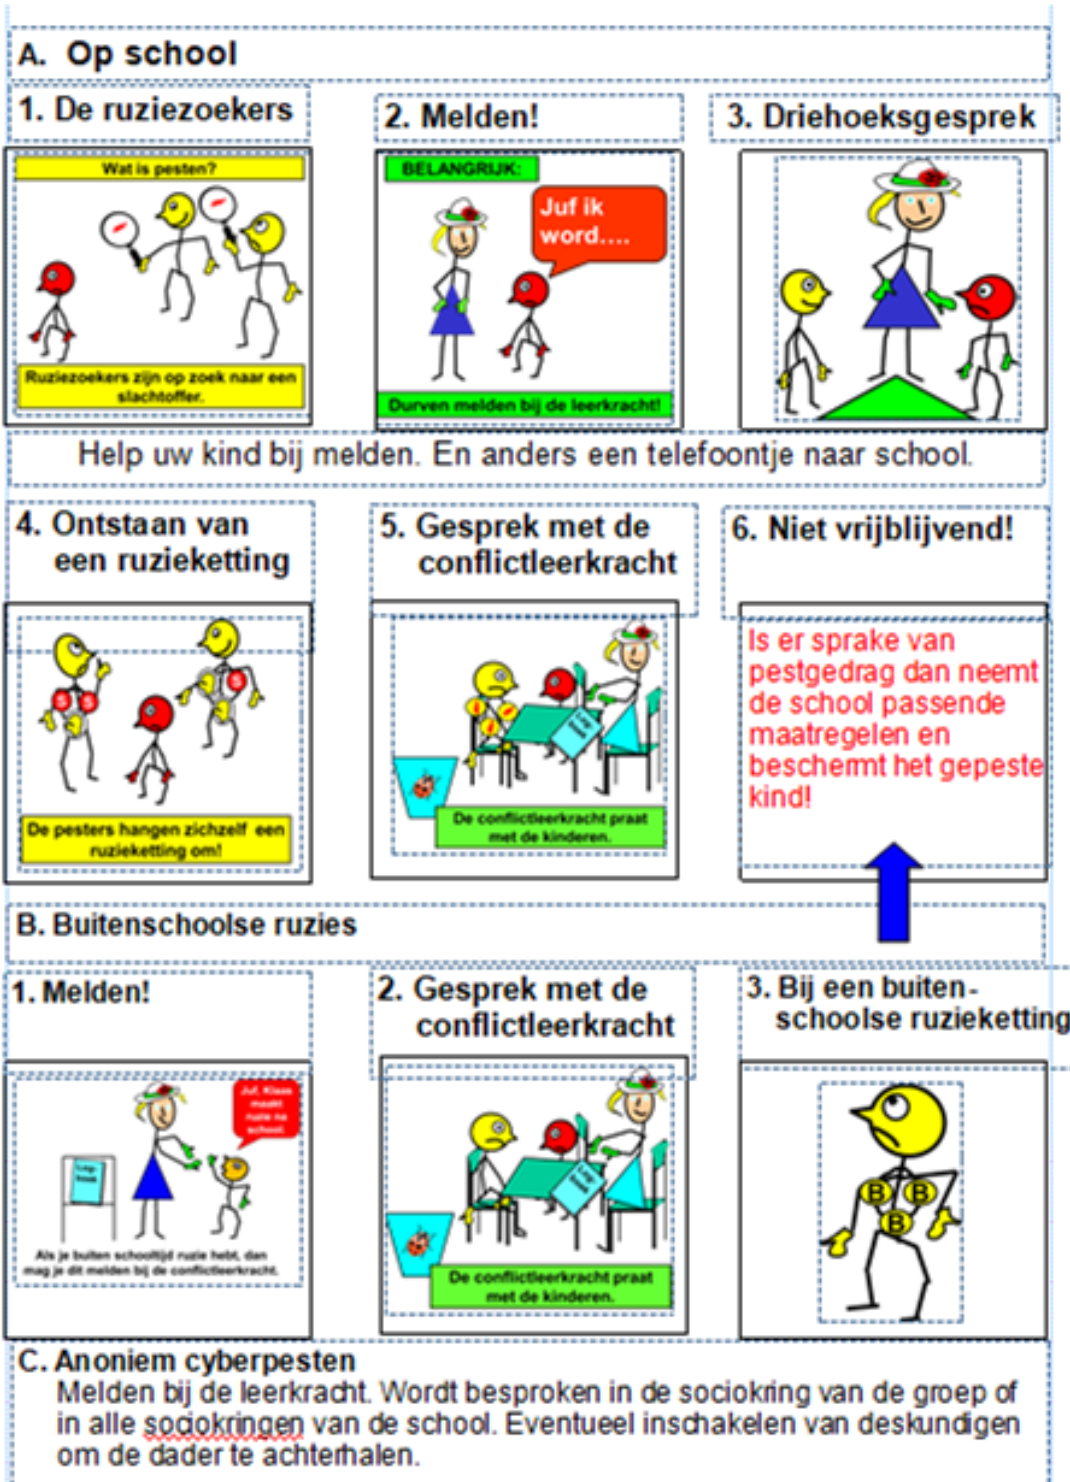 A. Op school
1. De ruziezoekers
2. Melden!
3. Driehoeksgesprek
Wat is pesten?
Ruziezoekers zijn op zoek naar een
slachtoffer.
BELANGRIJK:
Juf ik
word....
Durven melden bij de leerkracht!
Help uw kind bij melden. En anders een telefoontje naar school.
4. Ontstaan van
een ruzieketting
5. Gesprek met de
conflictleerkracht
6. Niet vrijblijvend!
S S
S
De pesters hangen zichzelf een
ruzieketting om!
De conflictleerkracht praat
met de kinderen.
Is er sprake van
pestgedrag dan neemt
de school passende
maatregelen en
beschermt het gepeste
kind!
B. Buitenschoolse ruzies
1. Melden!
2. Gesprek met de
conflictleerkracht
3. Bij een buiten-
schoolse ruzieketting
Juf, Klaas
maakt
ruzie na
school.
Log-
boek
Als je buiten schooltijd ruzie hebt, dan
mag je dit melden bij de conflictleerkracht.
De conflictleerkracht praat
met de kinderen.
B B
B
C. Anoniem cyberpesten
Melden bij de leerkracht. Wordt besproken in de sociokring van de groep of
in alle sociokringen van de school. Eventueel inschakelen van deskundigen
om de dader te achterhalen.